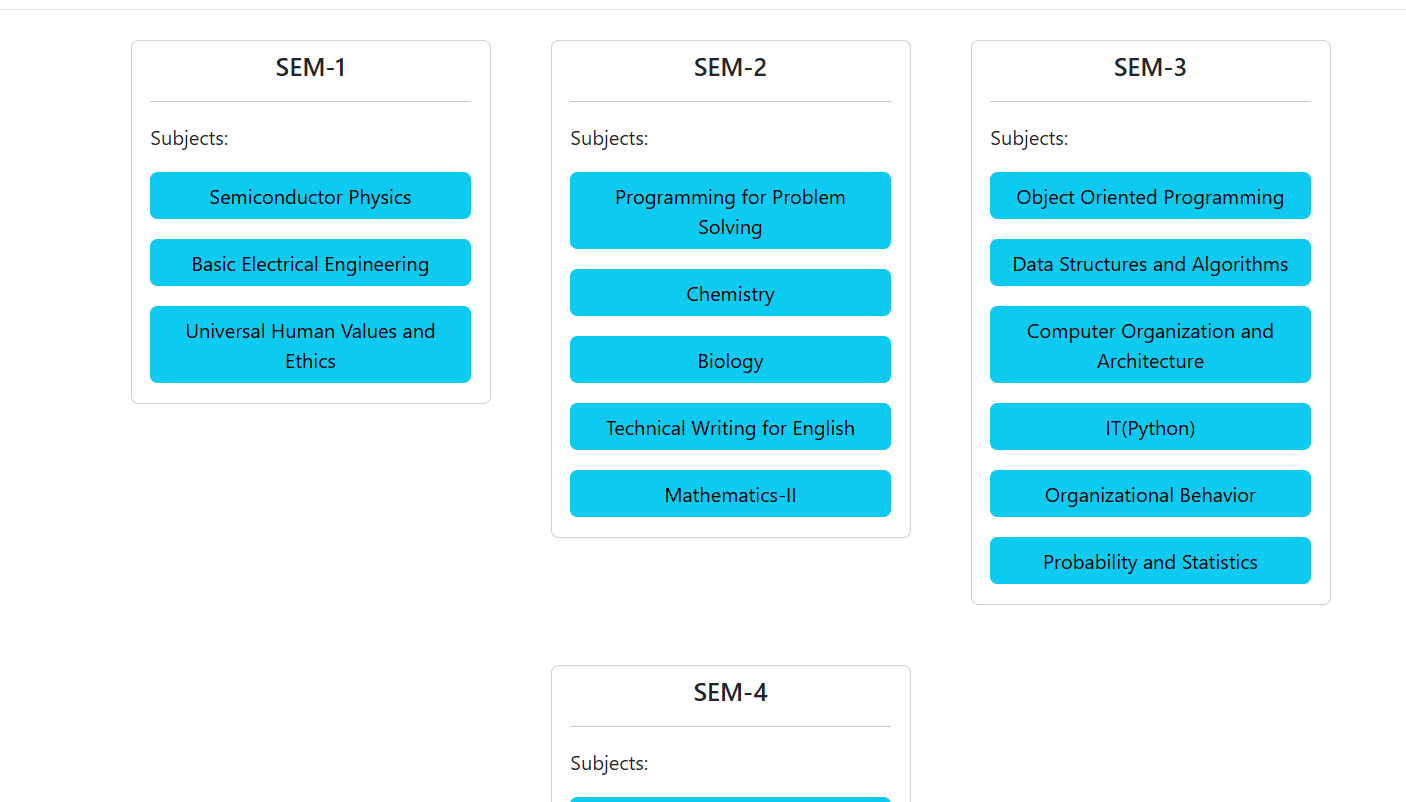 SEM-1
Subjects:
Semiconductor Physics
Basic Electrical Engineering
Universal Human Values and
Ethics
SEM-2
Subjects:
Programming for Problem
Solving
Chemistry
Biology
Technical Writing for English
Mathematics-II
SEM-3
Subjects:
Object Oriented Programming
Data Structures and Algorithms
Computer Organization and
Architecture
IT(Python)
Organizational Behavior
Probability and Statistics
SEM-4
Subjects: